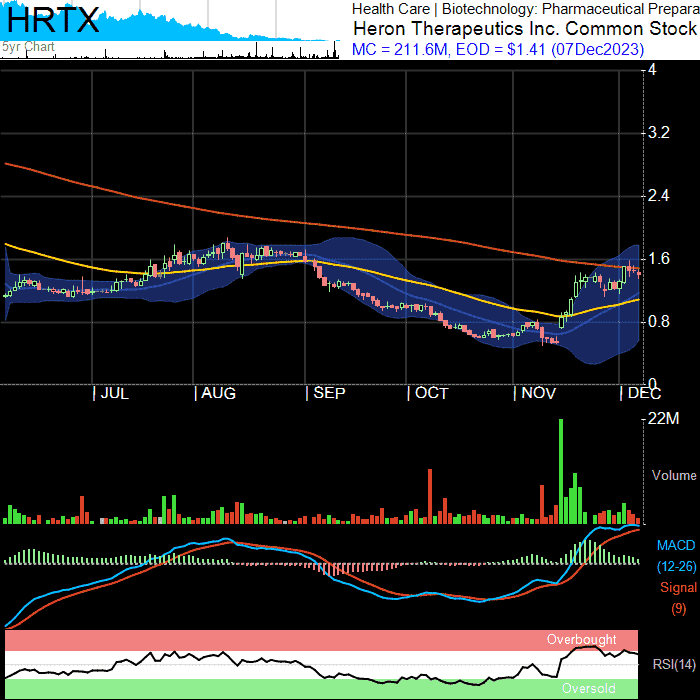 HRTX
5yr Chart
Health Care | Biotechnology: Pharmaceutical Prepara
Heron Therapeutics Inc. Common Stock
MC = 211.6M, EOD = $1.41 (07Dec2023)
4
3.2
2.4
1.6
0.8
0
JUL
AUG
SEP
OCT
NOV
DEC
22M
Volume
MACD
(12-26)
Signal
(9)
Overbought
RSI(14)
Oversold